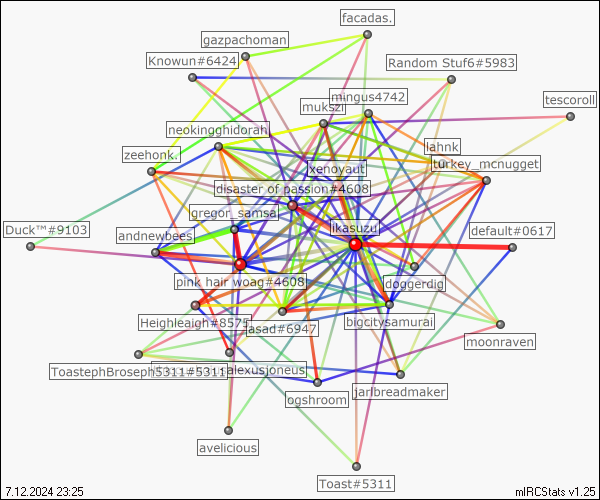 facadas.
gazpachoman
Knowun#6424
Random Stuf6#5983
mingus4742
mukszi
tescoroll
neokingghidorah
lahnk
zeehonk.
xenoyaut
turkey_mcnugget
disaster of passion#4608
gregor_samsa
Duck™#9103
andnewbees
likasuzu
default#0617
pink hair woag#4608
doggerdig
Heighleaigh#8575
asad#6947
bigcitysamurai
moonraven
ToastephBroseph5311#5311
alexusjoneus
ogshroom
jarlbreadmaker
avelicious
Toast#5311
7.12.2024 23:25
mIRCStats v1.25